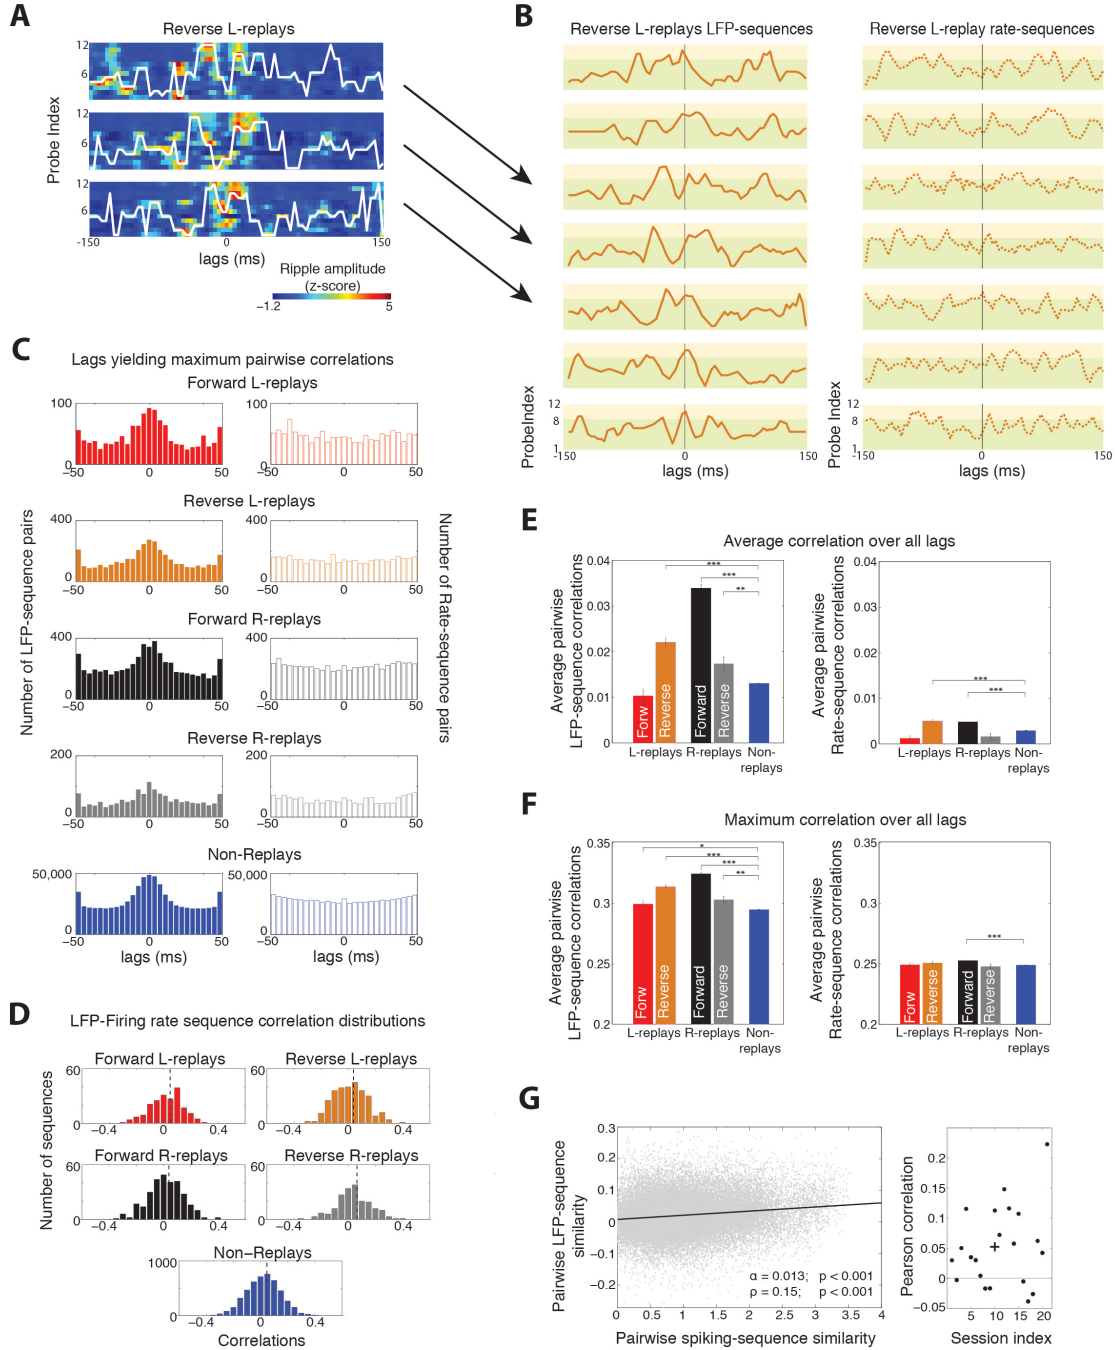 A
Reverse L-replays
12
6
12
6
12
6
Probe Index
-150
0
150
lags (ms)
Ripple amplitude
(z-score)
-1.2
5
B
Reverse L-replays LFP-sequences
Reverse L-replay rate-sequences
ProbeIndex
12
8
1
-150
0
150
lags (ms)
Probe Index
12
8
1
-150
0
150
lags (ms)
C
Lags yielding maximum pairwise correlations
Forward L-replays
100
0
−50
0
50
100
0
−50
0
50
Reverse L-replays
400
0
−50
0
50
400
0
−50
0
50
Forward R-replays
400
0
−50
0
50
400
0
−50
0
50
Reverse R-replays
200
0
−50
0
50
200
0
−50
0
50
Non-Replays
50,000
−50
0
50
50,000
−50
0
50
lags (ms)
lags (ms)
Number of LFP-sequence pairs
Number of Rate-sequence pairs
D
LFP-Firing rate sequence correlation distributions
Forward L-replays
60
0
−0.4
0
0.4
Reverse L-replays
60
0
−0.4
0
0.4
Forward R-replays
60
0
−0.4
0
0.4
Reverse R-replays
60
0
−0.4
0
0.4
Non−Replays
1000
0
−0.4
0
0.4
Correlations
Number of sequences
E
Average correlation over all lags
Average pairwise
LFP-sequence correlations
0.04
0.03
0.02
0.01
0
***
***
**
Forw
Reverse
Forward
Reverse
L-replays
R-replays
Non-
replays
Average pairwise
Rate-sequence correlations
0.04
0.03
0.02
0.01
0
***
***
L-replays
R-replays
Non-
replays
F
Maximum correlation over all lags
Average pairwise
LFP-sequence correlations
0.35
0.3
0.25
0.2
*
***
***
**
Forw
Reverse
Forward
Reverse
L-replays
R-replays
Non-
replays
Average pairwise
Rate-sequence correlations
0.35
0.3
0.25
0.2
***
Forw
Reverse
Forward
Reverse
L-replays
R-replays
Non-
replays
G
Pairwise LFP-sequence
similarity
0.3
0.2
0.1
0
−0.1
−0.2
α = 0.013; p < 0.001
ρ = 0.15; p < 0.001
0
0.5
1
1.5
2
2.5
3
3.5
4
Pairwise spiking-sequence similarity
Pearson correlation
0.2
0.15
0.1
0.05
0
−0.05
5
10
15
20
Session index